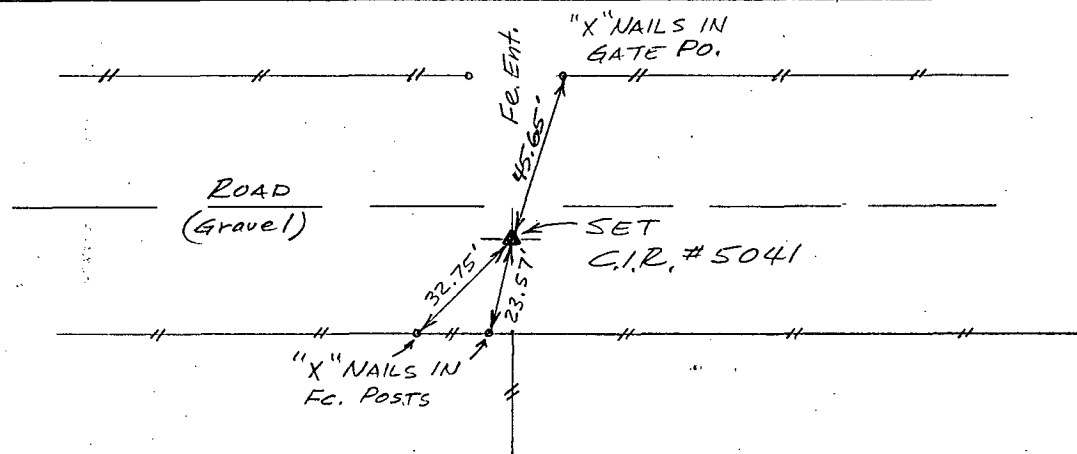 "X" NAILS IN
GATE PO.
Fe. Ent.
45.65'
ROAD
(Gravel)
SET
C.I.R. #5041
32.75'
23.57'
"X" NAILS IN
Fc. POSTS